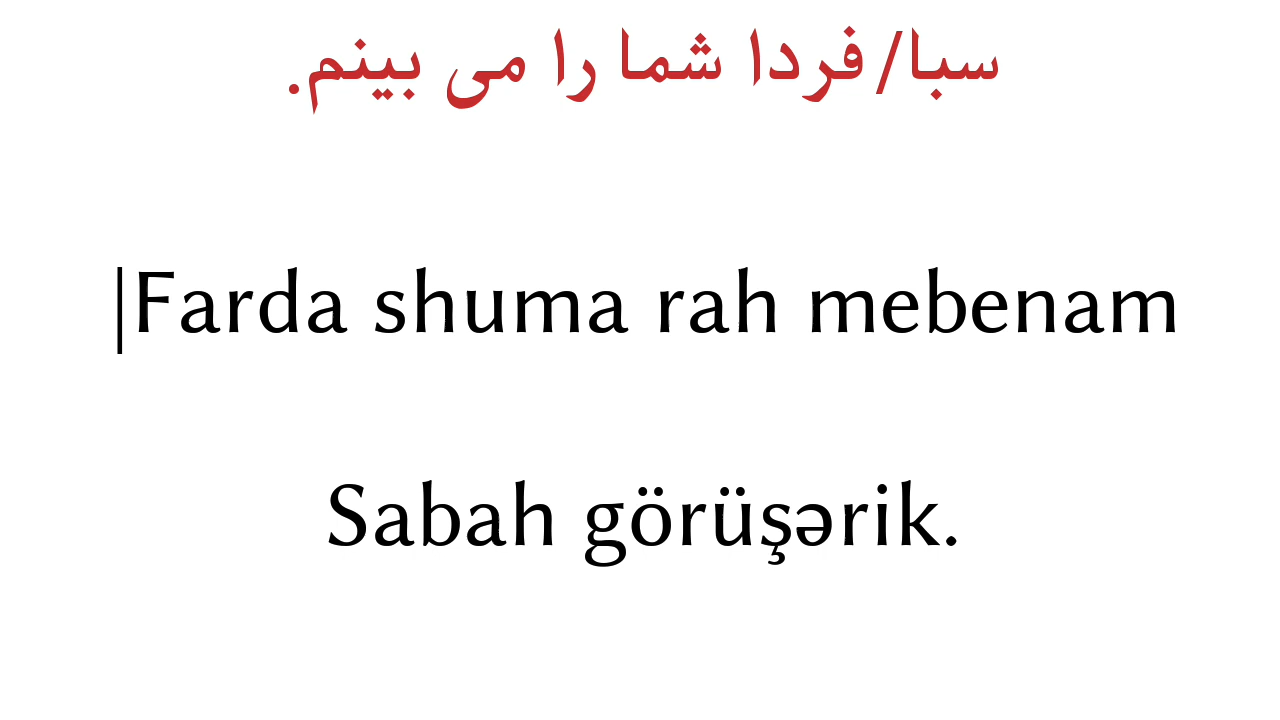 سبا/فردا شما را می بینم.
|Farda shuma rah mebenam
Sabah görüşərik.